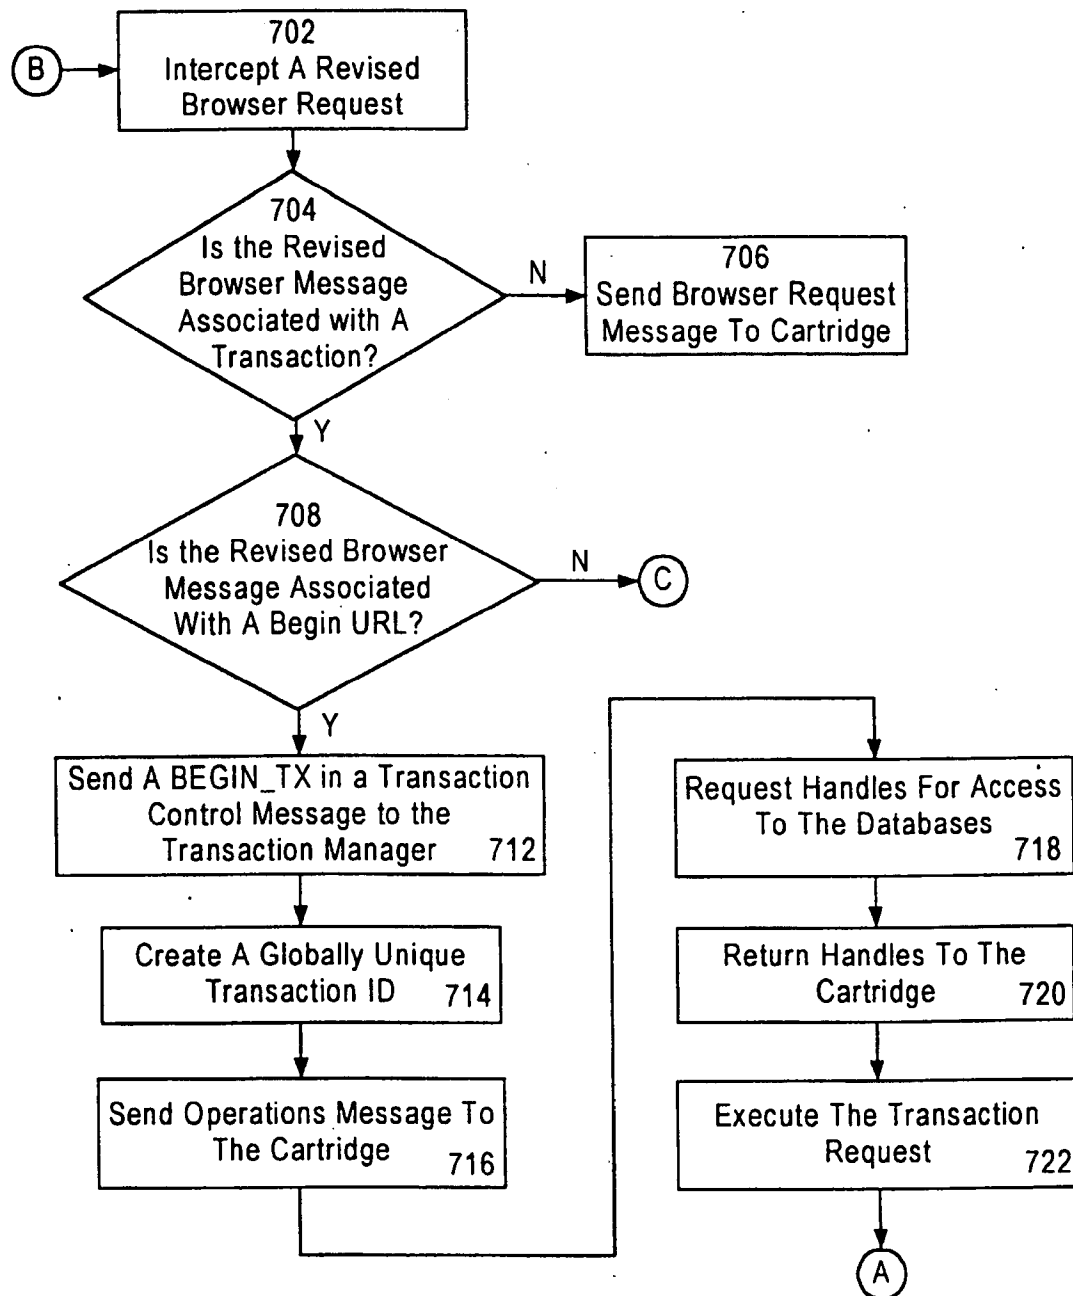 B
702
Intercept A Revised
Browser Request
704
Is the Revised
Browser Message
Associated with A
Transaction?
N
706
Send Browser Request
Message To Cartridge
Y
708
Is the Revised Browser
Message Associated
With A Begin URL?
N
C
Y
Send A BEGIN_TX in a Transaction
Control Message to the
Transaction Manager 712
Create A Globally Unique
Transaction ID 714
Send Operations Message To
The Cartridge 716
Request Handles For Access
To The Databases
718
Return Handles To The
Cartridge 720
Execute The Transaction
Request 722
A